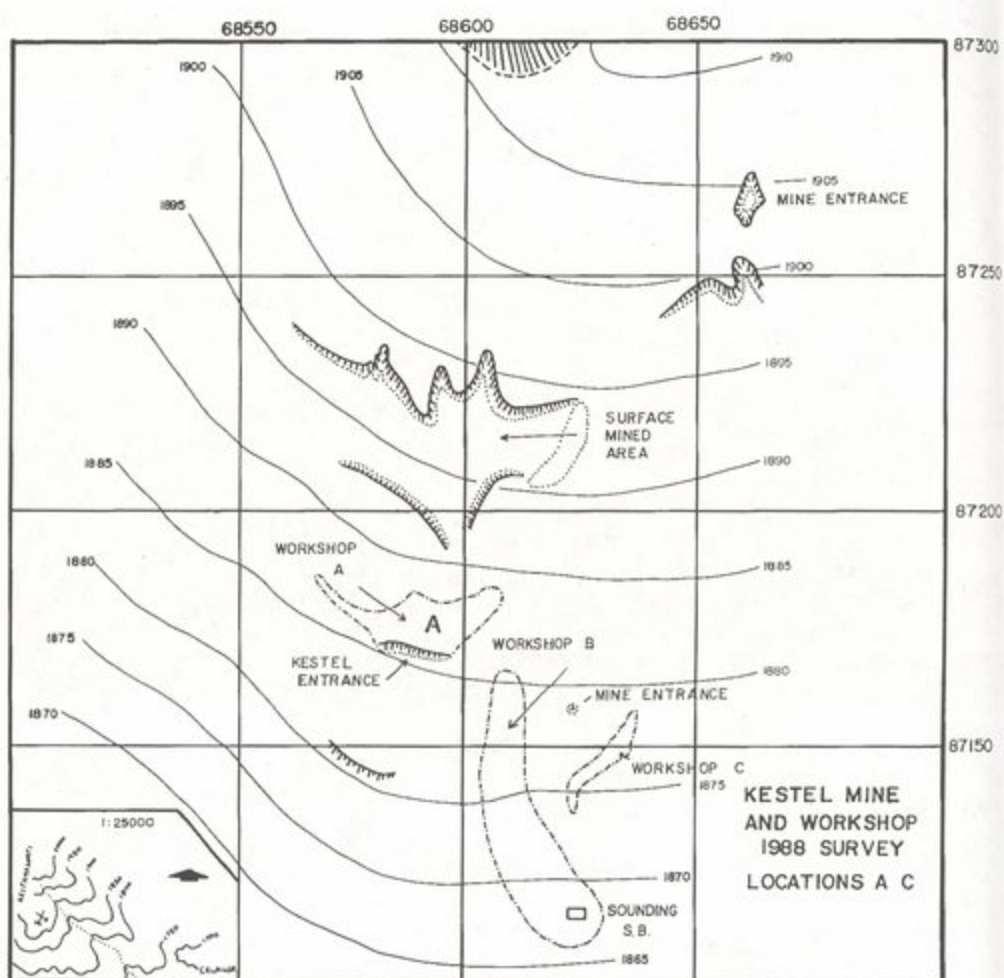 68550
68600
68650
87300
1900
1905
1910
1905
MINE ENTRANCE
1895
1900
87250
1890
1895
SURFACE
MINED
AREA
1885
1890
87200
WORKSHOP
A
1880
1885
A
WORKSHOP B
KESTEL
ENTRANCE
1875
1880
MINE ENTRANCE
1870
87150
WORKSHOP C
1875
KESTEL MINE
AND WORKSHOP
1988 SURVEY
LOCATIONS A C
1:25000
1870
SOUNDING
S.B.
1865